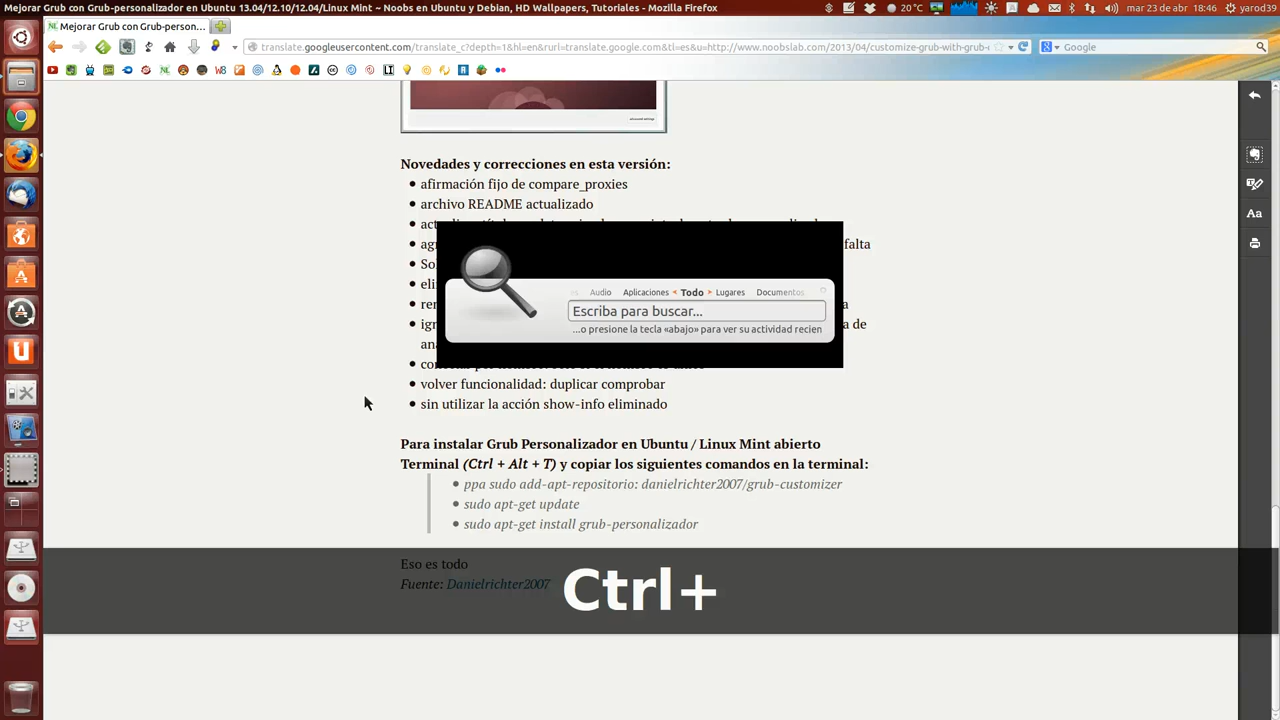 Mejorar Grub con Grub-personalizador en Ubuntu 13.04/12.10/12.04/Linux Mint ~ Noobs en Ubuntu y Debian, HD Wallpapers, Tutoriales - Mozilla Firefox
20 °C
mar 23 de abr
18:46
yarod39
Mejorar Grub con Grub-person...
translate.googleusercontent.com/translate_c?depth=1&hl=en&rurl=translate.google.com&tl=es&u=http://www.noobslab.com/2013/04/customize-grub-with-grub-
Google
Novedades y correcciones en esta versión:
afirmación fijo de compare_proxies
archivo README actualizado
falta
a de
volver funcionalidad: duplicar comprobar
sin utilizar la acción show-info eliminado
Audio Aplicaciones < Todo > Lugares Documentos
Escriba para buscar...
...o presione la tecla «abajo» para ver su actividad recien
Para instalar Grub Personalizador en Ubuntu / Linux Mint abierto
Terminal (Ctrl + Alt + T) y copiar los siguientes comandos en la terminal:
ppa sudo add-apt-repositorio: danielrichter2007/grub-customizer
sudo apt-get update
sudo apt-get install grub-personalizador
Eso es todo
Fuente: Danielrichter2007
Ctrl+
Aa